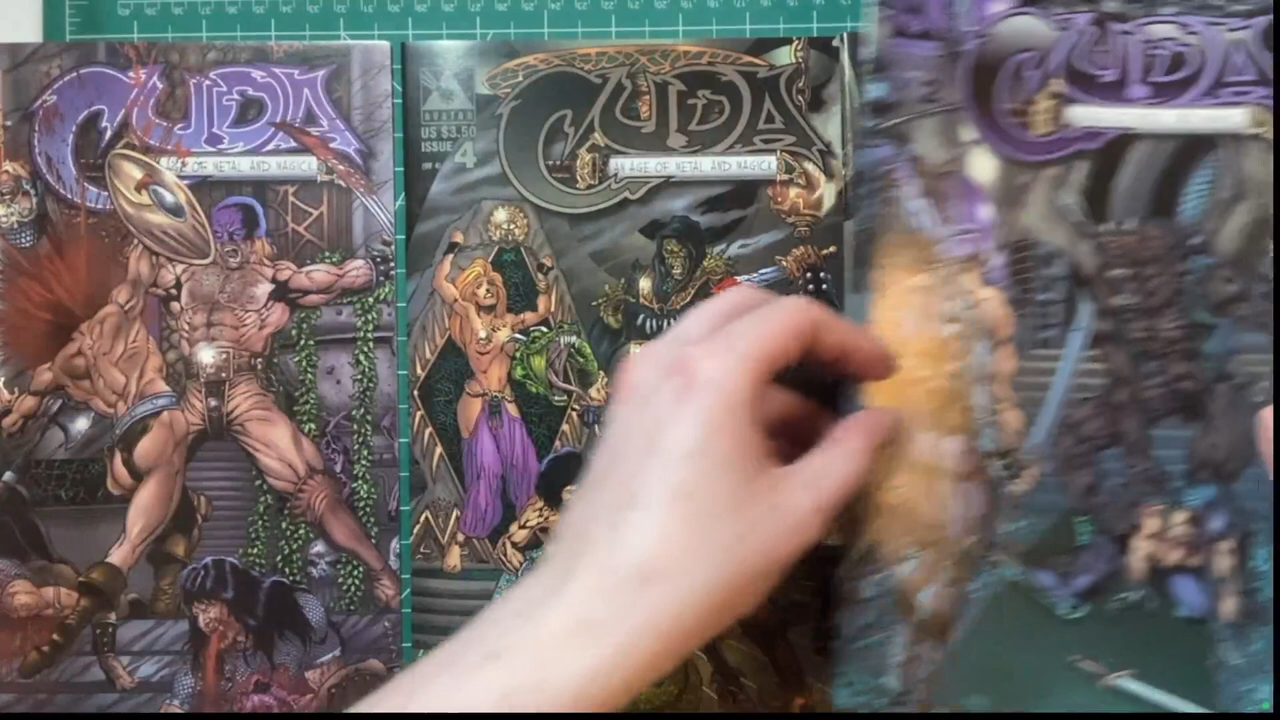 CUDA
AGE OF METAL AND MAGICK
AVATAR
US $3.50
ISSUE 4
CUDA
AN AGE OF METAL AND MAGICK
CUDA